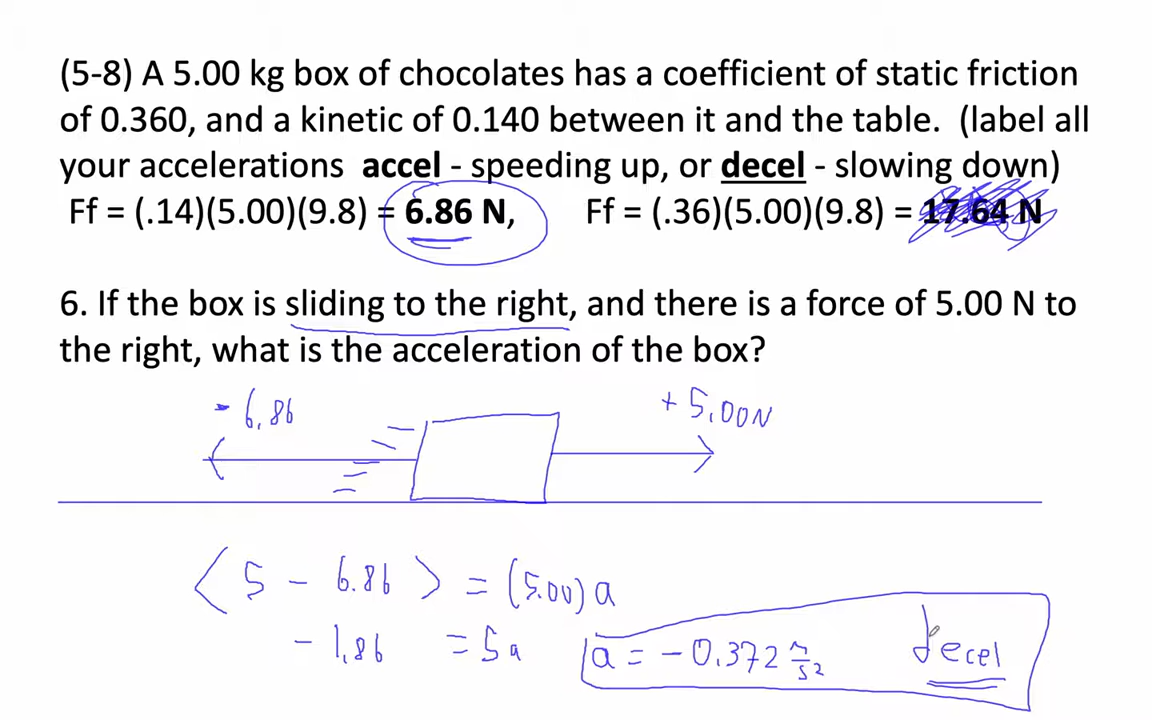 (5-8) A 5.00 kg box of chocolates has a coefficient of static friction
of 0.360, and a kinetic of 0.140 between it and the table. (label all
your accelerations accel - speeding up, or decel - slowing down)
Ff = (.14)(5.00)(9.8) = 6.86 N, Ff = (.36)(5.00)(9.8) = 17.64 N
6. If the box is sliding to the right, and there is a force of 5.00 N to
the right, what is the acceleration of the box?
- 6.86 + 5.00N
< 5 - 6.86 > = (5.00) a
- 1.86 = 5a a = -0.372 m/s² decel